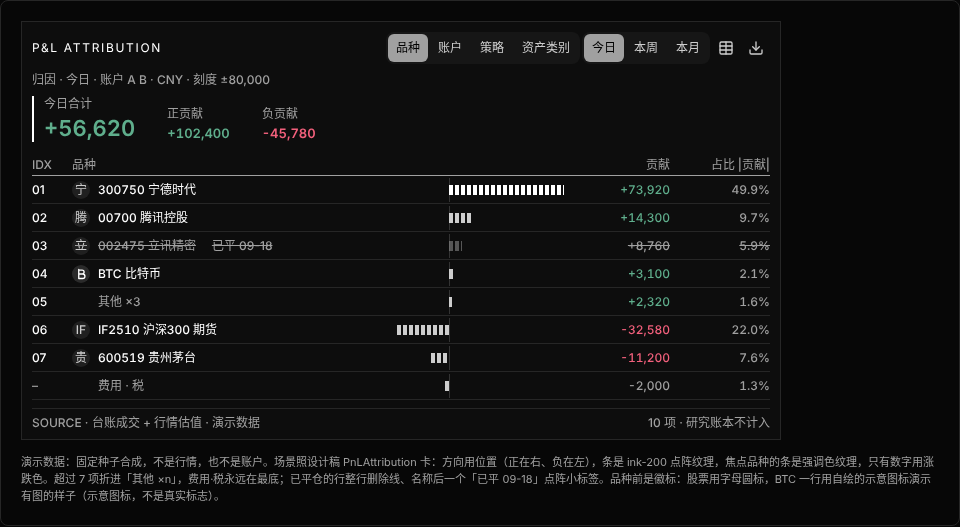 P&L ATTRIBUTION 品种 账户 策略 资产类别 今日 本周 本月
归因 · 今日 · 账户 A B · CNY · 刻度 ±80,000
今日合计 正贡献 负贡献
+56,620 +102,400 -45,780
IDX 品种 贡献 占比 |贡献|
01 宁 300750 宁德时代 +73,920 49.9%
02 腾 00700 腾讯控股 +14,300 9.7%
03 立 002475 立讯精密 已平 09-18 +8,760 5.9%
04 B BTC 比特币 +3,100 2.1%
05 其他 ×3 +2,320 1.6%
06 IF IF2510 沪深300 期货 -32,580 22.0%
07 贵 600519 贵州茅台 -11,200 7.6%
– 费用 · 税 -2,000 1.3%
SOURCE · 台账成交 + 行情估值 · 演示数据 10 项 · 研究账本不计入
演示数据：固定种子合成，不是行情，也不是账户。场景照设计稿 PnLAttribution 卡：方向用位置（正在右、负在左），条是 ink-200 点阵纹理，焦点品种的条是强调色纹理，只有数字用涨
跌色。超过 7 项折进「其他 ×n」，费用·税永远在最底；已平仓的行整行删除线、名称后一个「已平 09-18」点阵小标签。品种前是徽标：股票用字母圆标，BTC 一行用自绘的示意图标演示
有图的样子（示意图标，不是真实标志）。